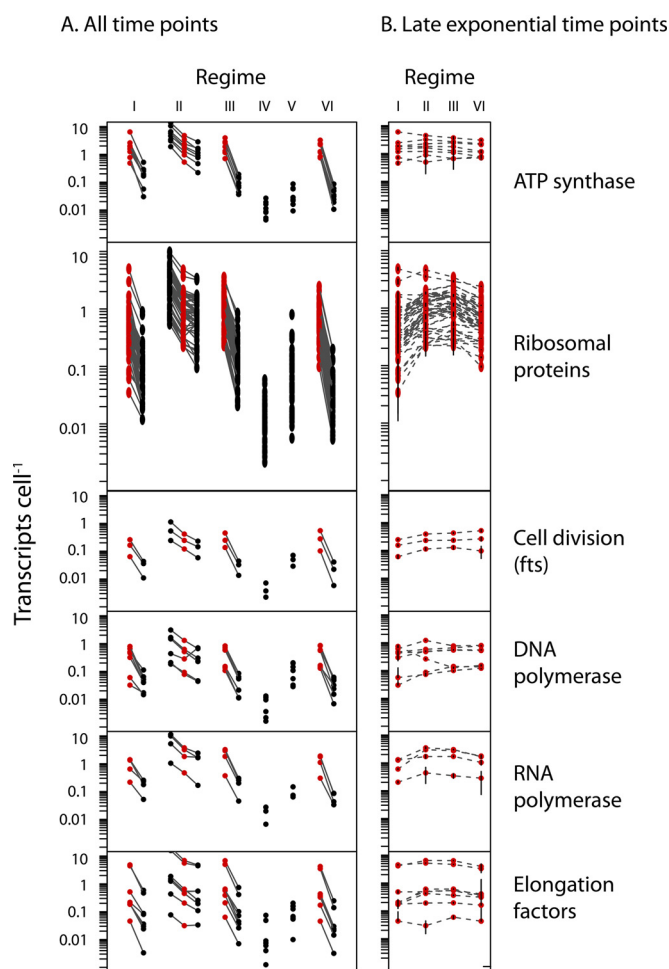 A. All time points
B. Late exponential time points
Regime
Regime
I II III IV V VI
I II III VI
10
1
0.1
0.01
ATP synthase
10
1
0.1
0.01
Ribosomal
proteins
10
1
0.1
0.01
Cell division
(fts)
10
1
0.1
0.01
DNA
polymerase
10
1
0.1
0.01
RNA
polymerase
10
1
0.1
0.01
Elongation
factors
Transcripts cell⁻¹